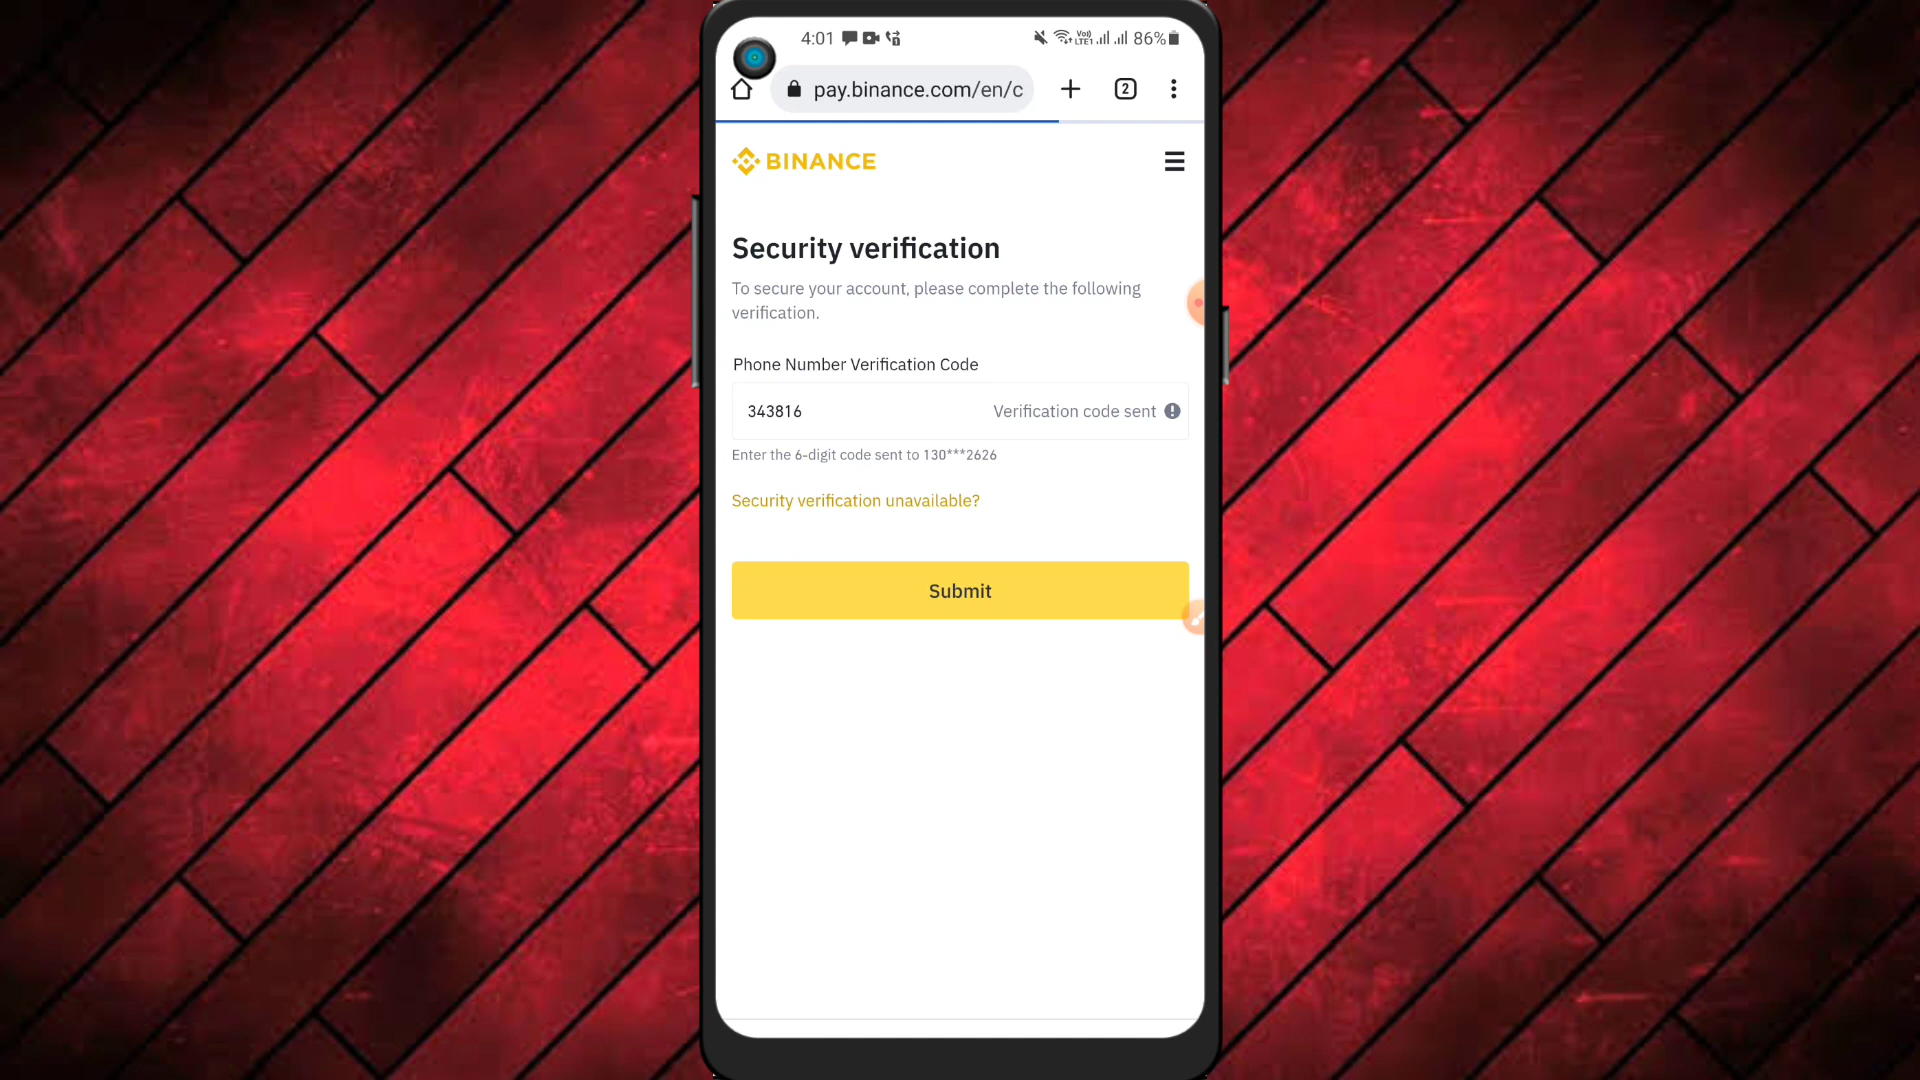 4:01 86%
pay.binance.com/en/c 2
BINANCE
Security verification
To secure your account, please complete the following
verification.
Phone Number Verification Code
343816 Verification code sent
Enter the 6-digit code sent to 130***2626
Security verification unavailable?
Submit